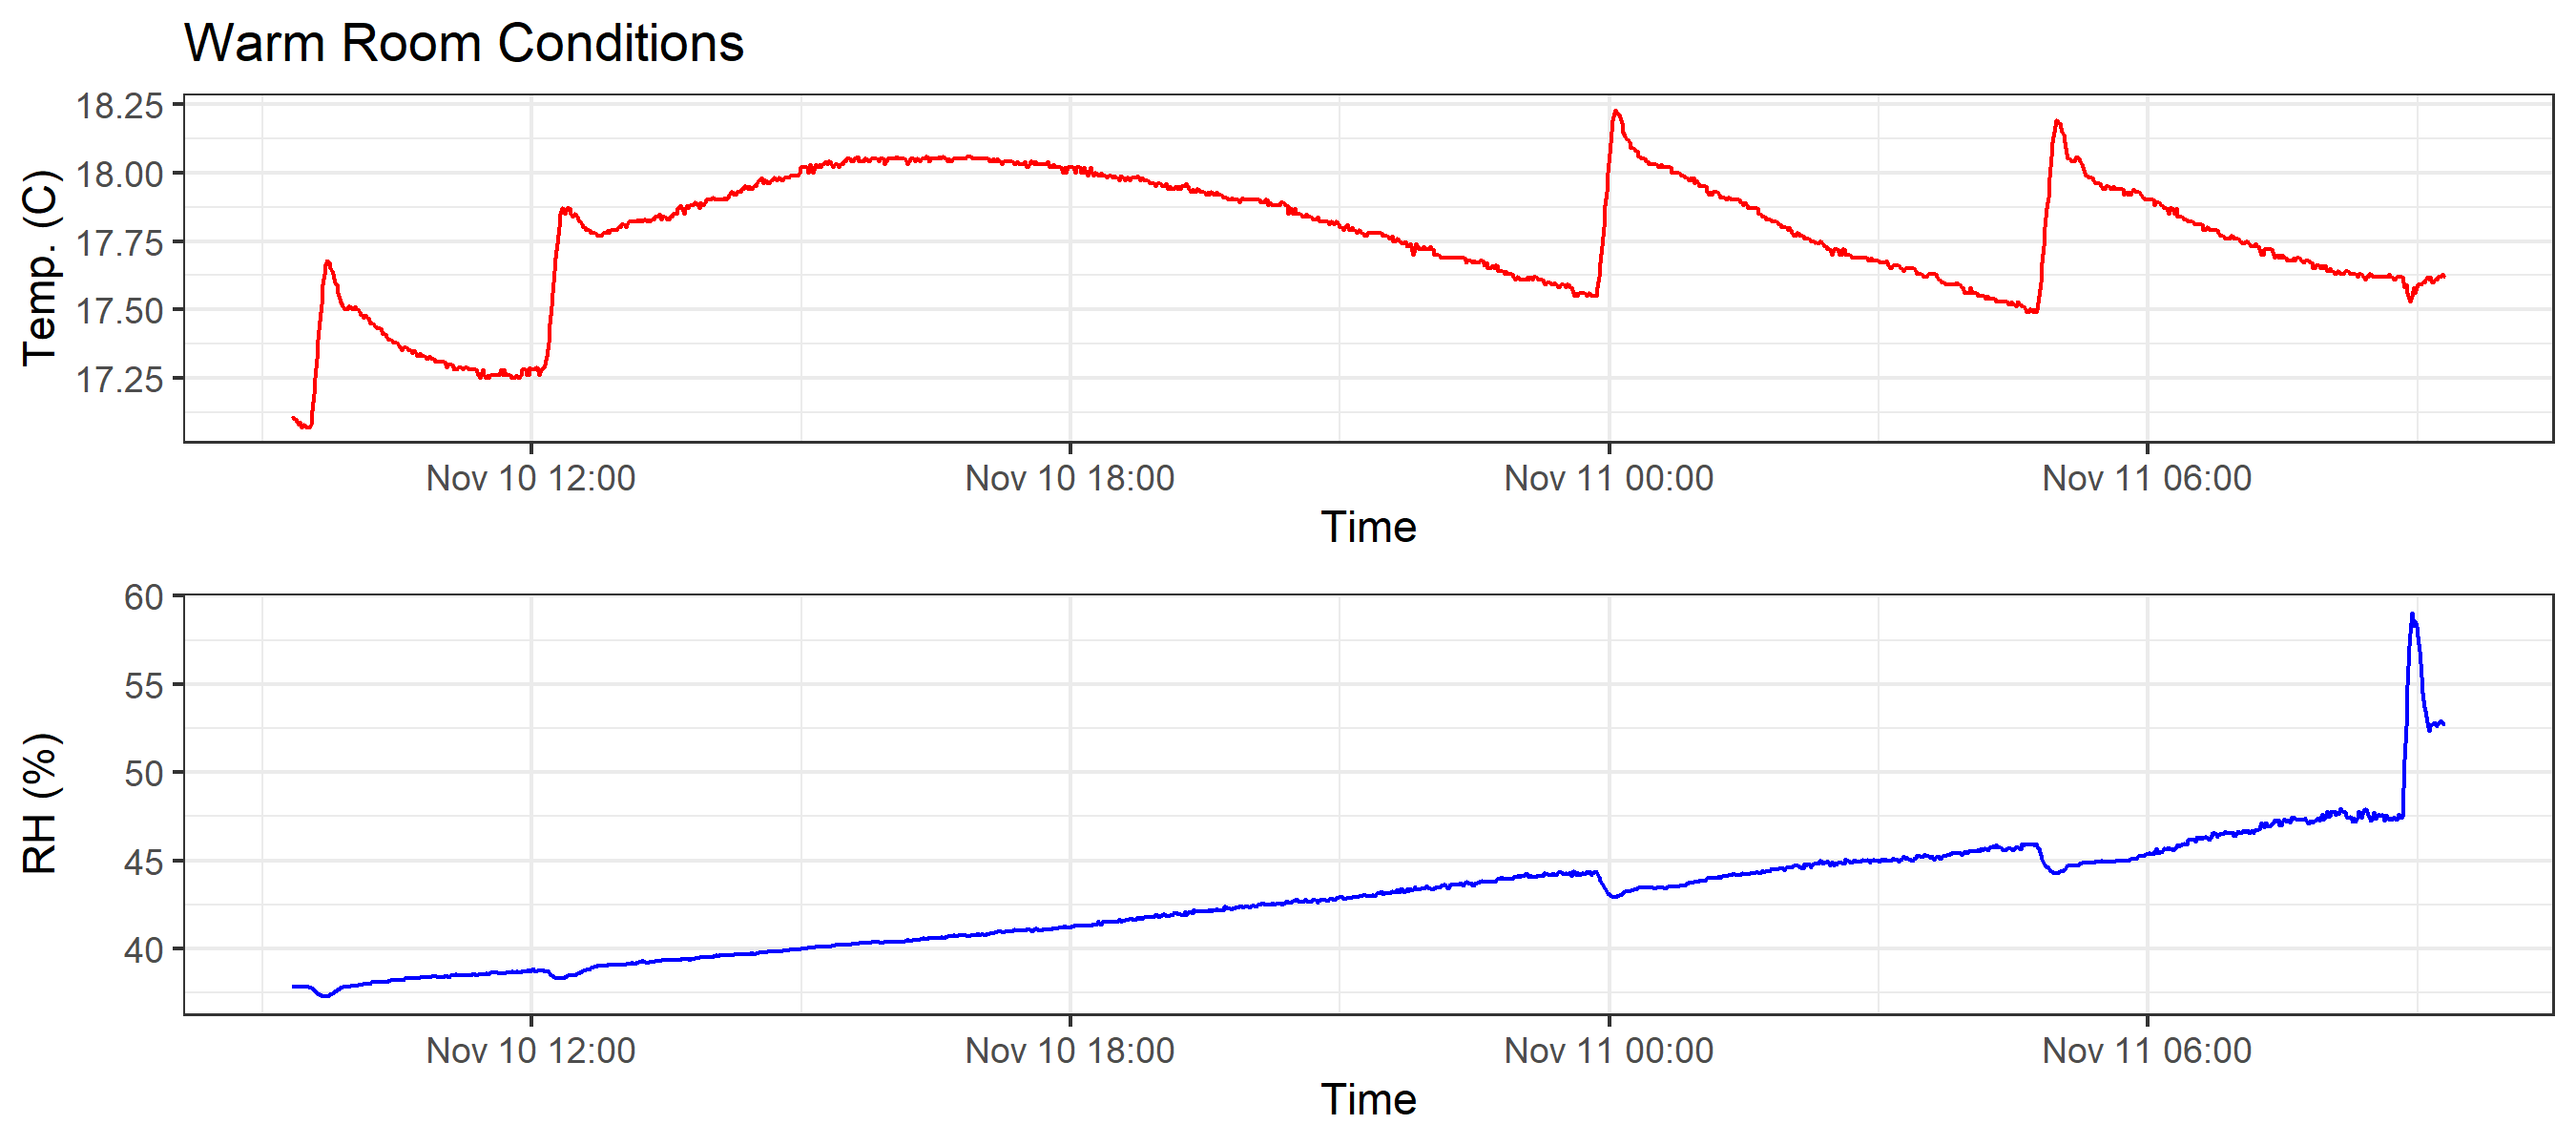 Warm Room Conditions
Temp. (C)
18.25
18.00
17.75
17.50
17.25
Nov 10 12:00 Nov 10 18:00 Nov 11 00:00 Nov 11 06:00
Time
RH (%)
60
55
50
45
40
Nov 10 12:00 Nov 10 18:00 Nov 11 00:00 Nov 11 06:00
Time